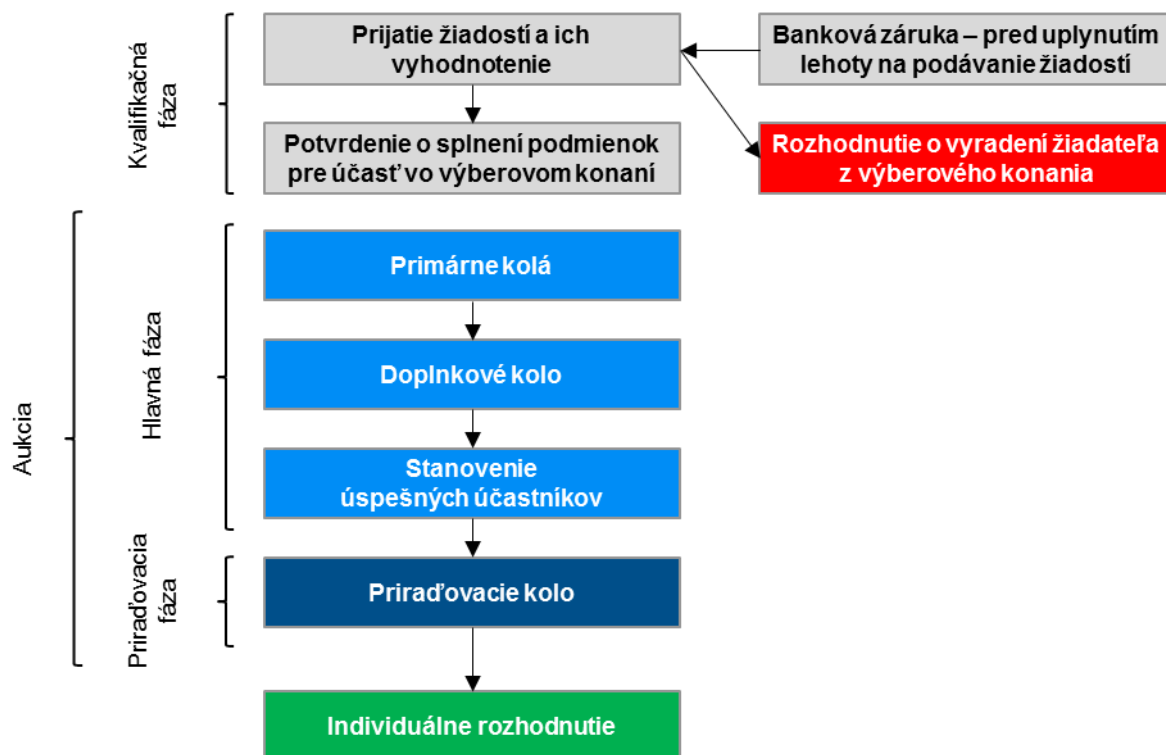 Kvalifikačná
fáza
Prijatie žiadostí a ich
vyhodnotenie
Banková záruka – pred uplynutím
lehoty na podávanie žiadostí
Potvrdenie o splnení podmienok
pre účasť vo výberovom konaní
Rozhodnutie o vyradení žiadateľa
z výberového konania
Aukcia
Hlavná fáza
Primárne kolá
Doplnkové kolo
Stanovenie
úspešných účastníkov
Priraďovacia
fáza
Priraďovacie kolo
Individuálne rozhodnutie